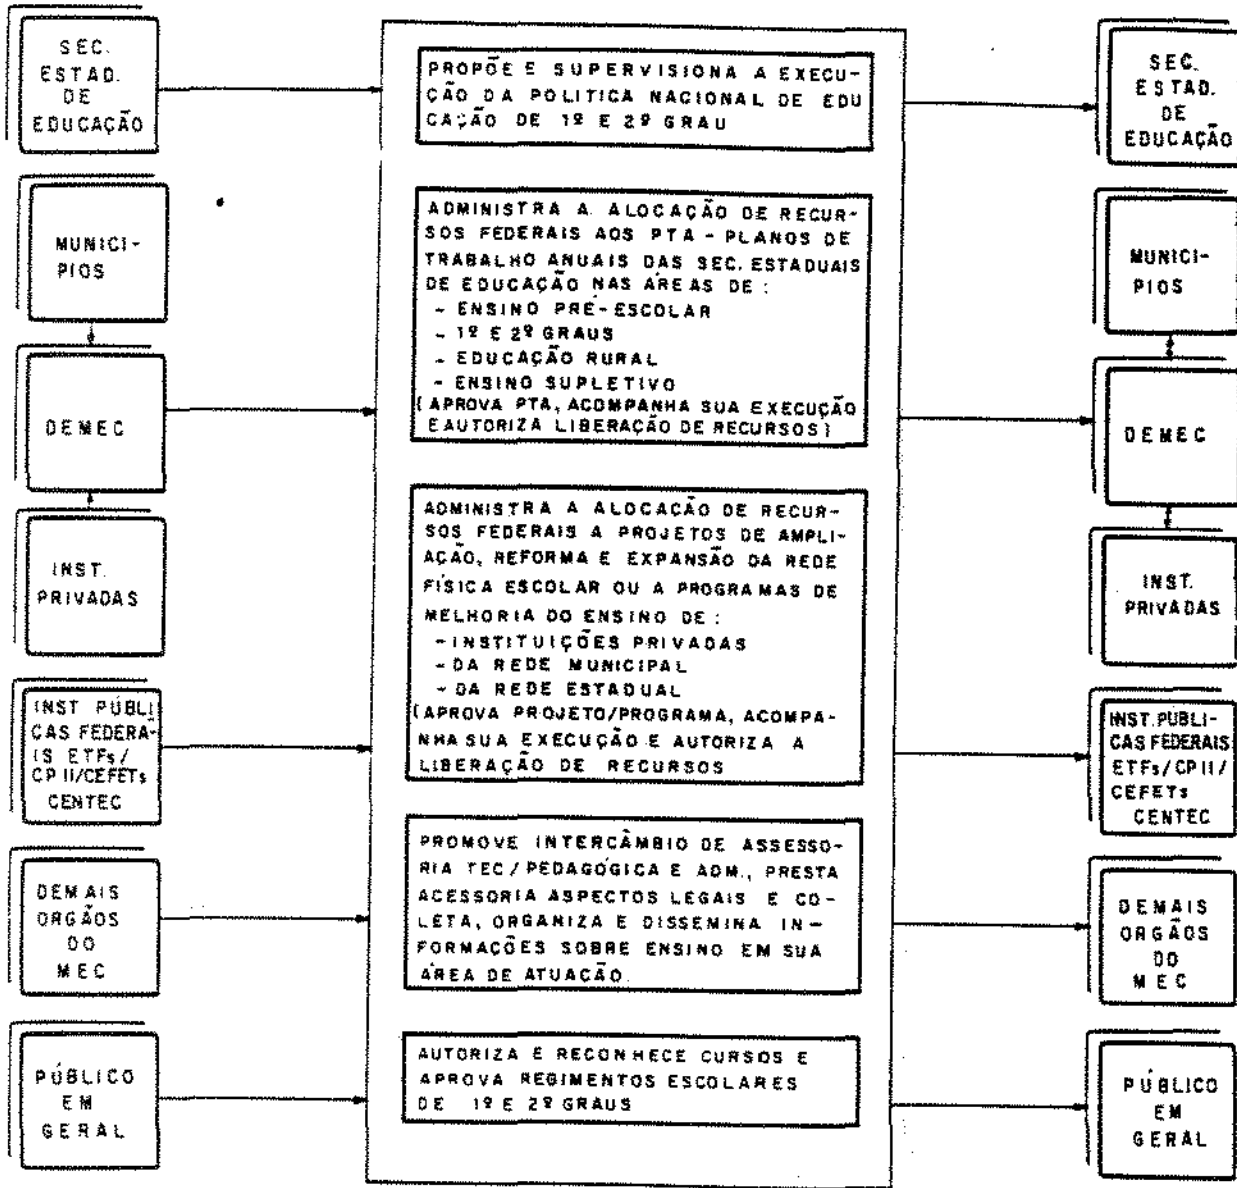 SEC.
ESTAD.
DE
EDUCAÇÃO
MUNICI-
PIOS
DEMEC
INST.
PRIVADAS
INST PÚBLI
CAS FEDERA-
IS ETFs/
CPII/CEFETs
CENTEC
DEMAIS
ORGÃOS
DO
MEC
PÚBLICO
EM
GERAL
PROPÕE E SUPERVISIONA A EXECU-
ÇÃO DA POLITICA NACIONAL DE EDU
CAÇÃO DE 1º E 2º GRAU
ADMINISTRA A ALOCAÇÃO DE RECUR-
SOS FEDERAIS AOS PTA - PLANOS DE
TRABALHO ANUAIS DAS SEC. ESTADUAIS
DE EDUCAÇÃO NAS ÁREAS DE :
- ENSINO PRÉ-ESCOLAR
- 1º E 2º GRAUS
- EDUCAÇÃO RURAL
- ENSINO SUPLETIVO
( APROVA PTA, ACOMPANHA SUA EXECUÇÃO
E AUTORIZA LIBERAÇÃO DE RECURSOS )
ADMINISTRA A ALOCAÇÃO DE RECUR-
SOS FEDERAIS A PROJETOS DE AMPLI-
AÇÃO, REFORMA E EXPANSÃO DA REDE
FÍSICA ESCOLAR OU A PROGRAMAS DE
MELHORIA DO ENSINO DE :
- INSTITUIÇÕES PRIVADAS
- DA REDE MUNICIPAL
- DA REDE ESTADUAL
(APROVA PROJETO/PROGRAMA, ACOMPA-
NHA SUA EXECUÇÃO E AUTORIZA A
LIBERAÇÃO DE RECURSOS
PROMOVE INTERCÂMBIO DE ASSESSO-
RIA TEC/PEDAGÓGICA E ADM., PRESTA
ACESSORIA ASPECTOS LEGAIS E CO-
LETA, ORGANIZA E DISSEMINA IN-
FORMAÇÕES SOBRE ENSINO EM SUA
ÁREA DE ATUAÇÃO.
AUTORIZA E RECONHECE CURSOS E
APROVA REGIMENTOS ESCOLARES
DE 1º E 2º GRAUS
SEC.
ESTAD.
DE
EDUCAÇÃO
MUNICI-
PIOS
DEMEC
INST.
PRIVADAS
INST. PÚBLI-
CAS FEDERAIS
ETFs/CPII/
CEFETs
CENTEC
DEMAIS
ORGÃOS
DO
MEC
PÚBLICO
EM
GERAL